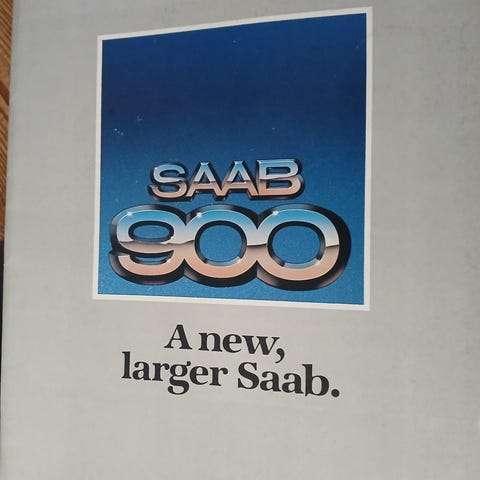 SAAB
900
A new,
larger Saab.